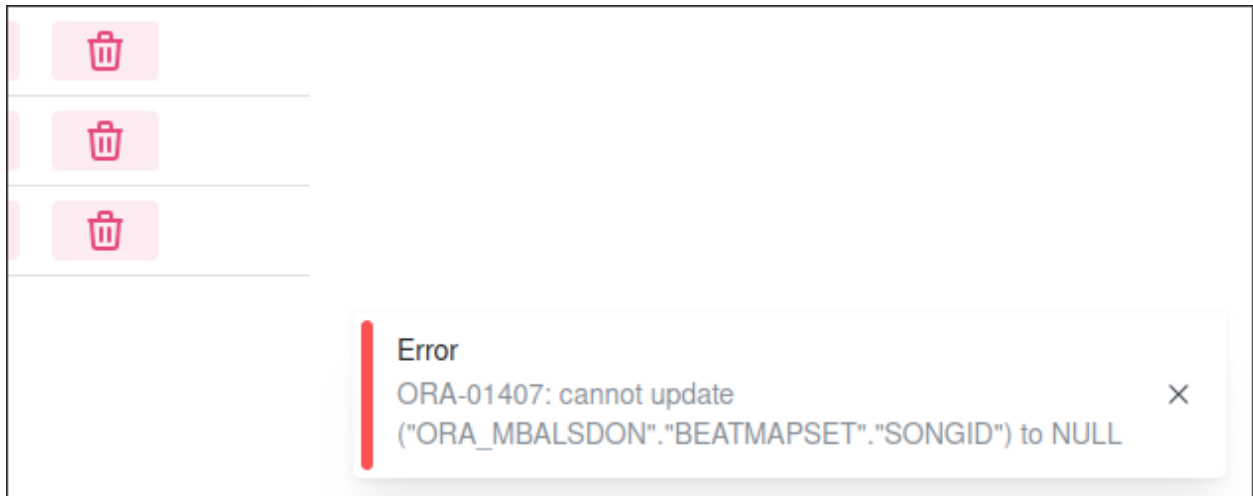 Error
ORA-01407: cannot update
("ORA_MBALSDON"."BEATMAPSET"."SONGID") to NULL